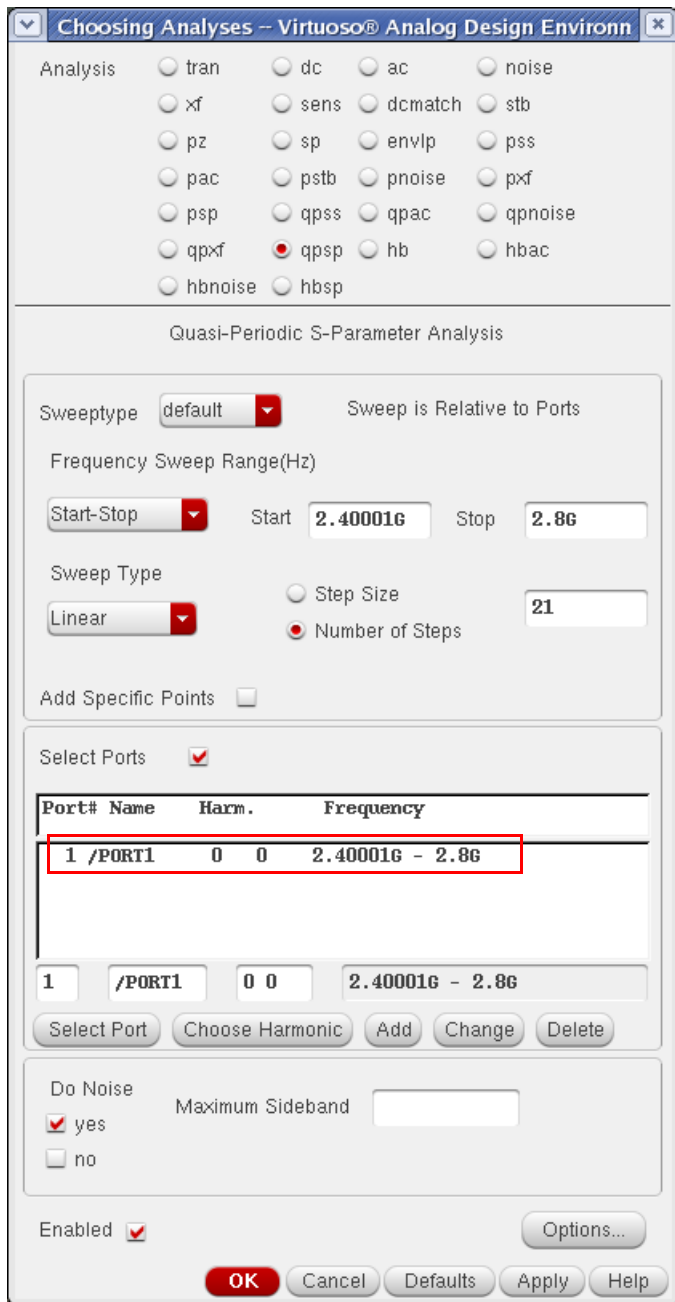 Choosing Analyses -- Virtuoso® Analog Design Environn
Analysis tran dc ac noise
xf sens dcmatch stb
pz sp envlp pss
pac pstb pnoise pxf
psp qpss qpac qpnoise
qpxf qpsp hb hbac
hbnoise hbsp
Quasi-Periodic S-Parameter Analysis
Sweeptype default Sweep is Relative to Ports
Frequency Sweep Range(Hz)
Start-Stop Start 2.40001G Stop 2.8G
Sweep Type
Linear
Step Size
Number of Steps
21
Add Specific Points
Select Ports
Port# Name Harm. Frequency
1 /PORT1 0 0 2.40001G - 2.8G
1 /PORT1 0 0 2.40001G - 2.8G
Select Port Choose Harmonic Add Change Delete
Do Noise
yes
no
Maximum Sideband
Enabled Options...
OK Cancel Defaults Apply Help